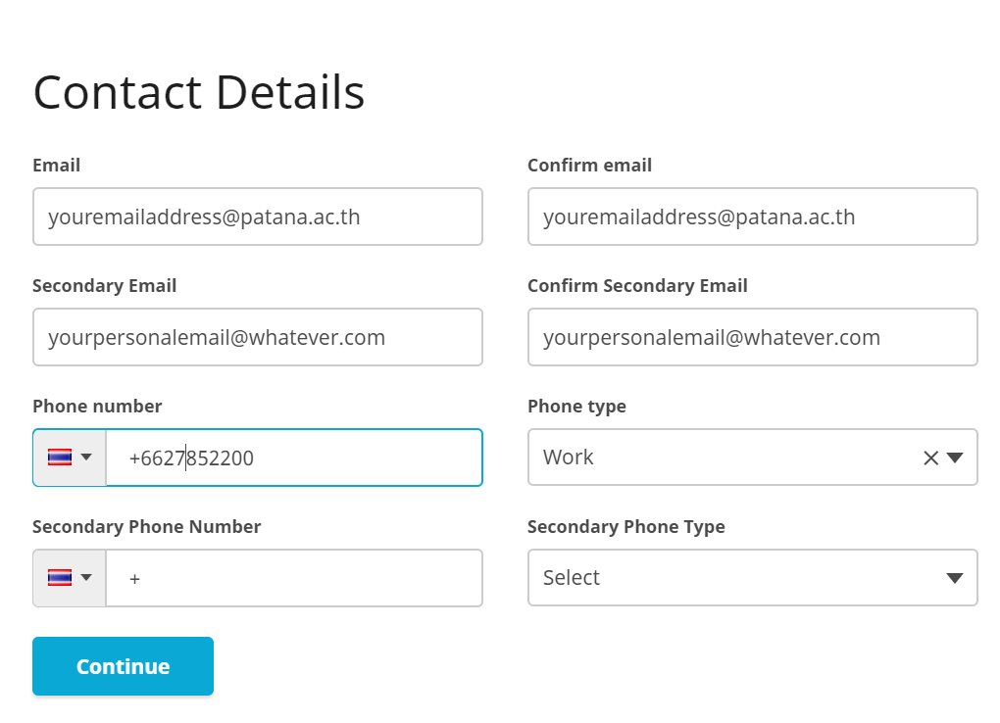 Contact Details
Email
Confirm email
youremailaddress@patana.ac.th
youremailaddress@patana.ac.th
Secondary Email
Confirm Secondary Email
yourpersonalemail@whatever.com
yourpersonalemail@whatever.com
Phone number
Phone type
+6627852200
Work
Secondary Phone Number
Secondary Phone Type
+
Select
Continue